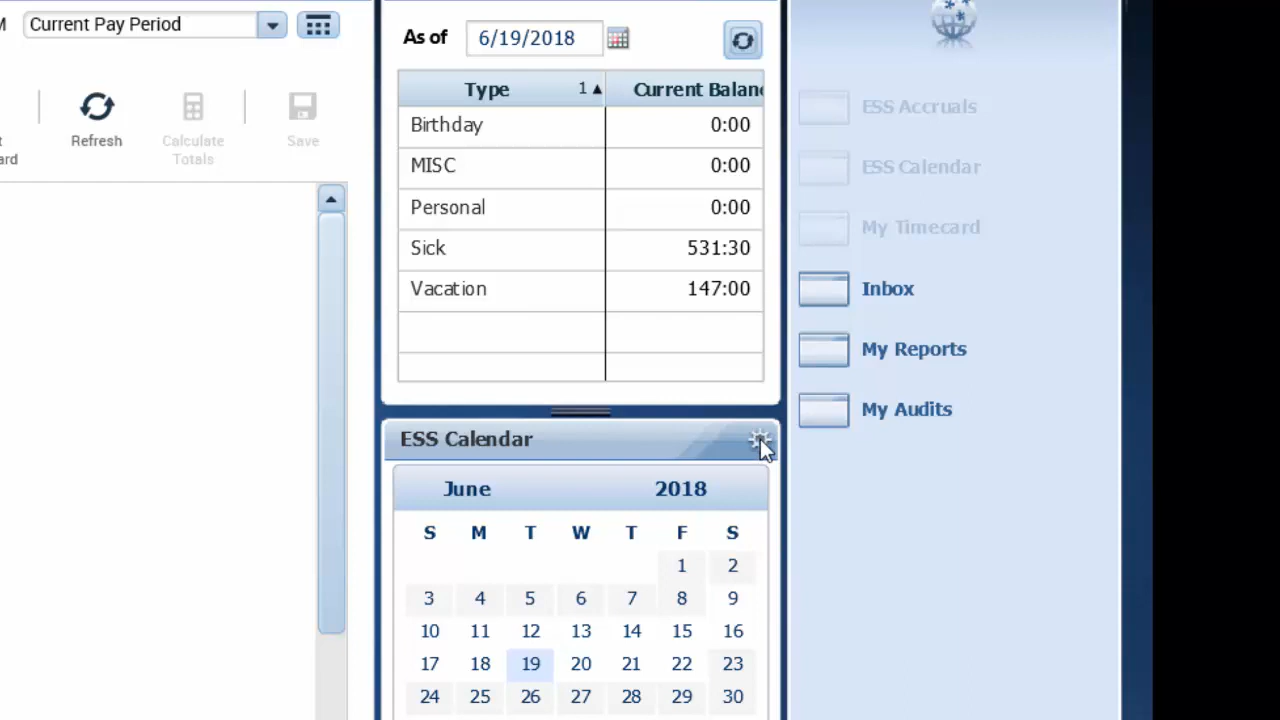 M
Current Pay Period
t
ard
Refresh
Calculate
Totals
Save
As of
6/19/2018
Type 1 ▲ Current Balan
Birthday 0:00
MISC 0:00
Personal 0:00
Sick 531:30
Vacation 147:00
ESS Calendar
June 2018
S M T W T F S
1 2
3 4 5 6 7 8 9
10 11 12 13 14 15 16
17 18 19 20 21 22 23
24 25 26 27 28 29 30
ESS Accruals
ESS Calendar
My Timecard
Inbox
My Reports
My Audits